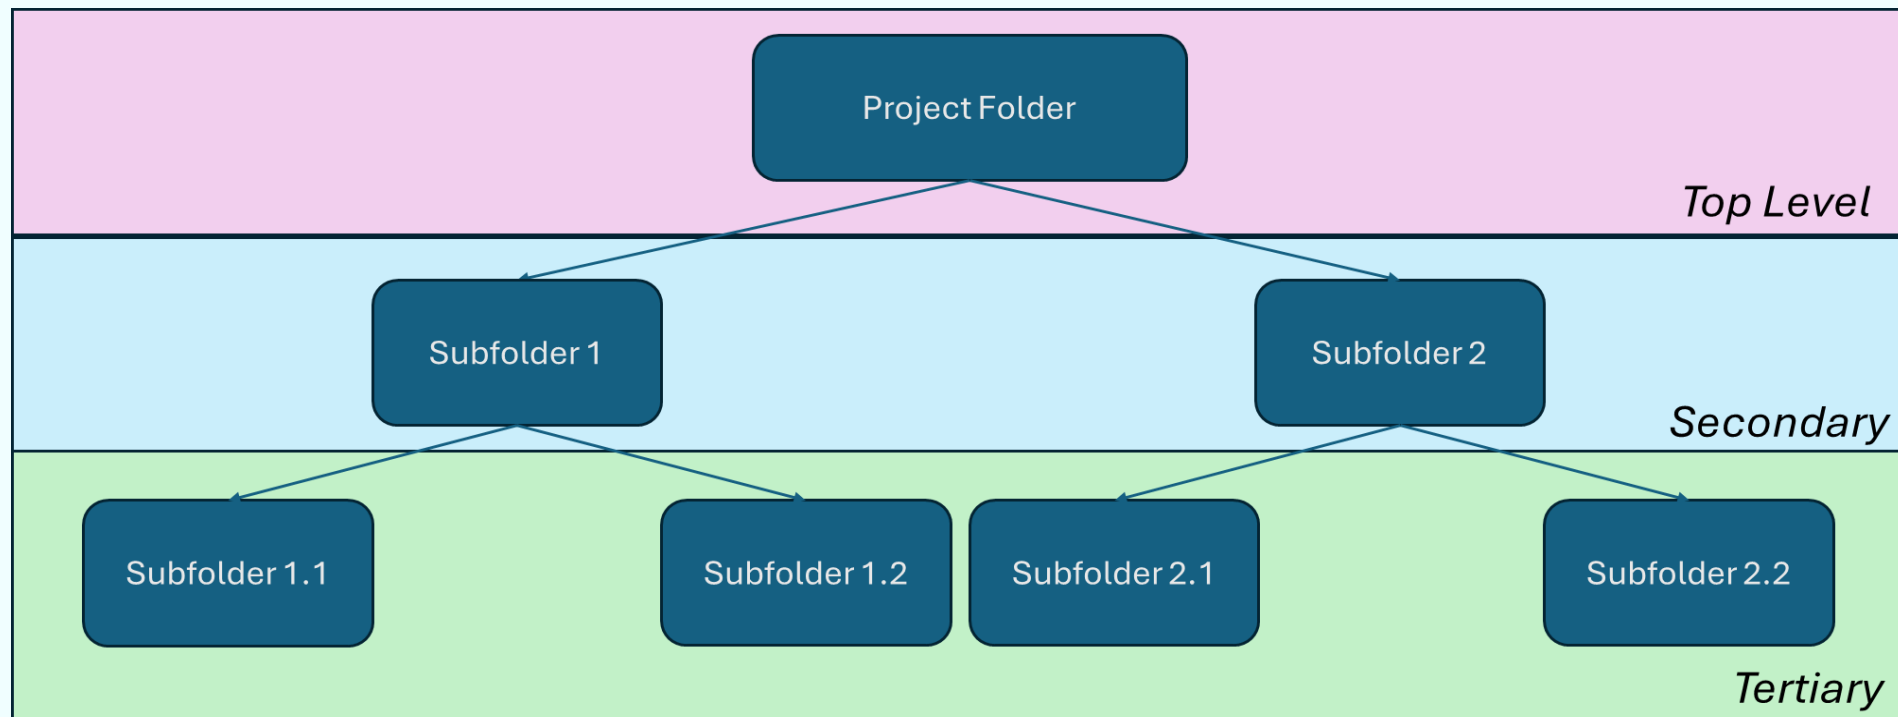 Project Folder
Top Level
Subfolder 1
Subfolder 2
Secondary
Subfolder 1.1
Subfolder 1.2
Subfolder 2.1
Subfolder 2.2
Tertiary